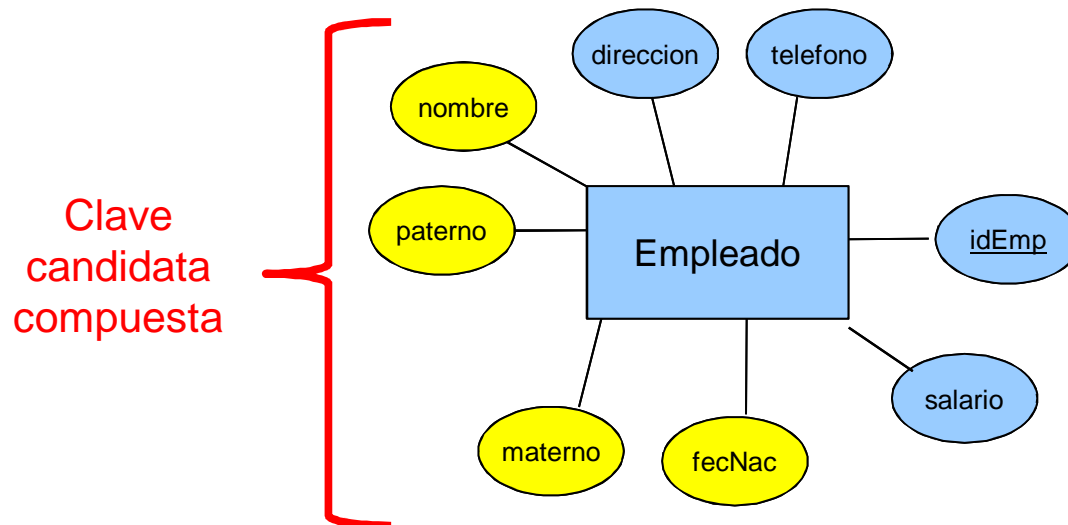 direccion
telefono
nombre
Clave
candidata
compuesta
paterno
Empleado
idEmp
salario
materno
fecNac